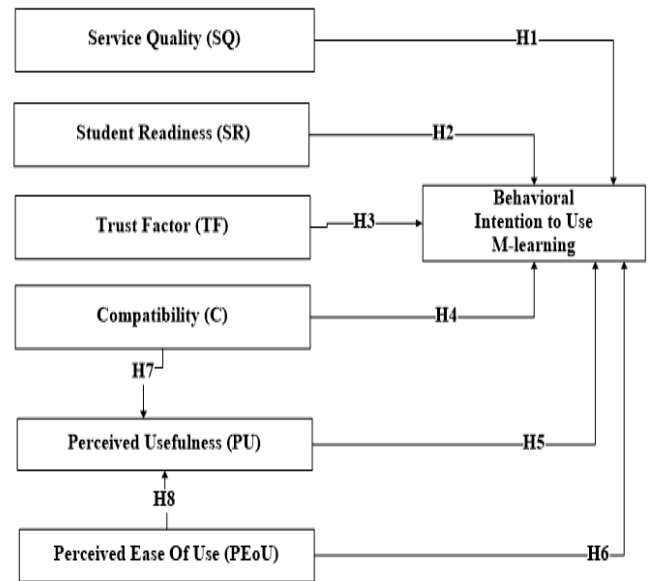 Service Quality (SQ)
H1
Student Readiness (SR)
H2
Behavioral
Intention to Use
M-learning
Trust Factor (TF)
H3
Compatibility (C)
H4
H7
Perceived Usefulness (PU)
H5
H8
Perceived Ease Of Use (PEoU)
H6